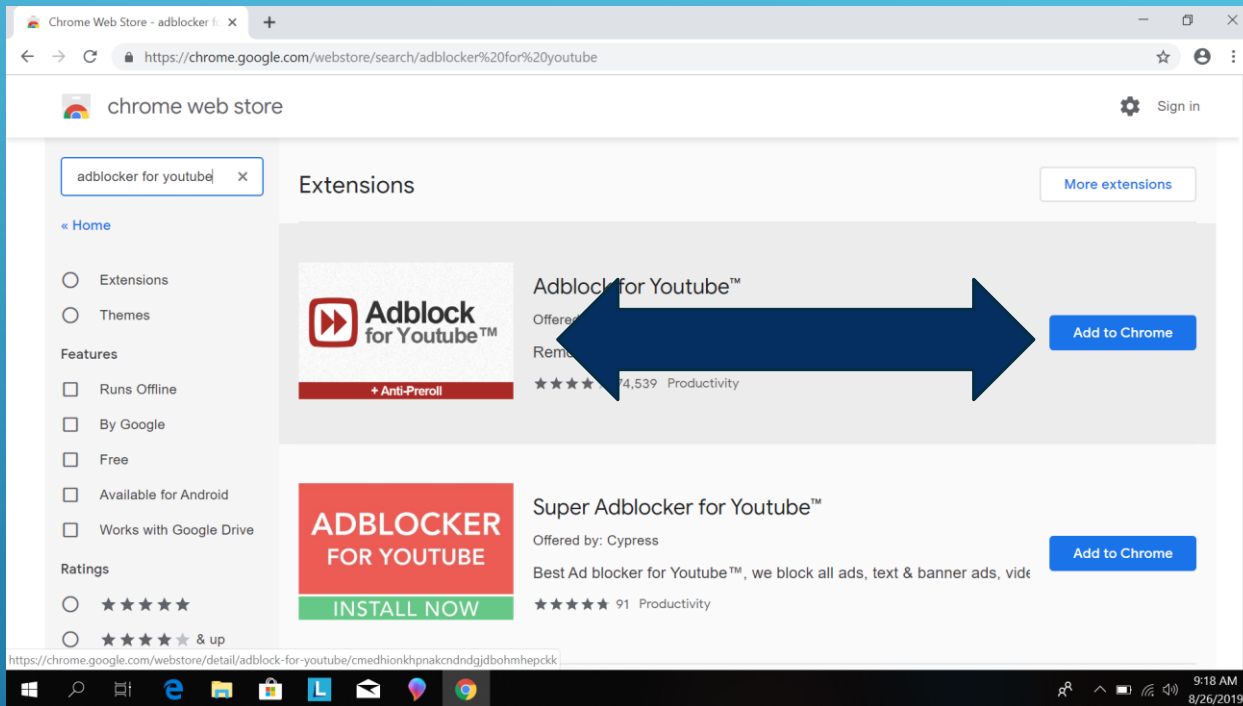 Chrome Web Store - adblocker f
https://chrome.google.com/webstore/search/adblocker%20for%20youtube
chrome web store
Sign in
adblocker for youtube
« Home
Extensions
Themes
Features
Runs Offline
By Google
Free
Available for Android
Works with Google Drive
Ratings
& up
Extensions
More extensions
Adblock
for Youtube™
+ Anti-Preroll
Adblock for Youtube™
Offered
74,539 Productivity
Add to Chrome
ADBLOCKER
FOR YOUTUBE
INSTALL NOW
Super Adblocker for Youtube™
Offered by: Cypress
Best Ad blocker for Youtube™, we block all ads, text & banner ads, vide
91 Productivity
Add to Chrome
https://chrome.google.com/webstore/detail/adblock-for-youtube/cmedhionkhpnakcndndgjdbohmhepckk
L
9:18 AM
8/26/2019